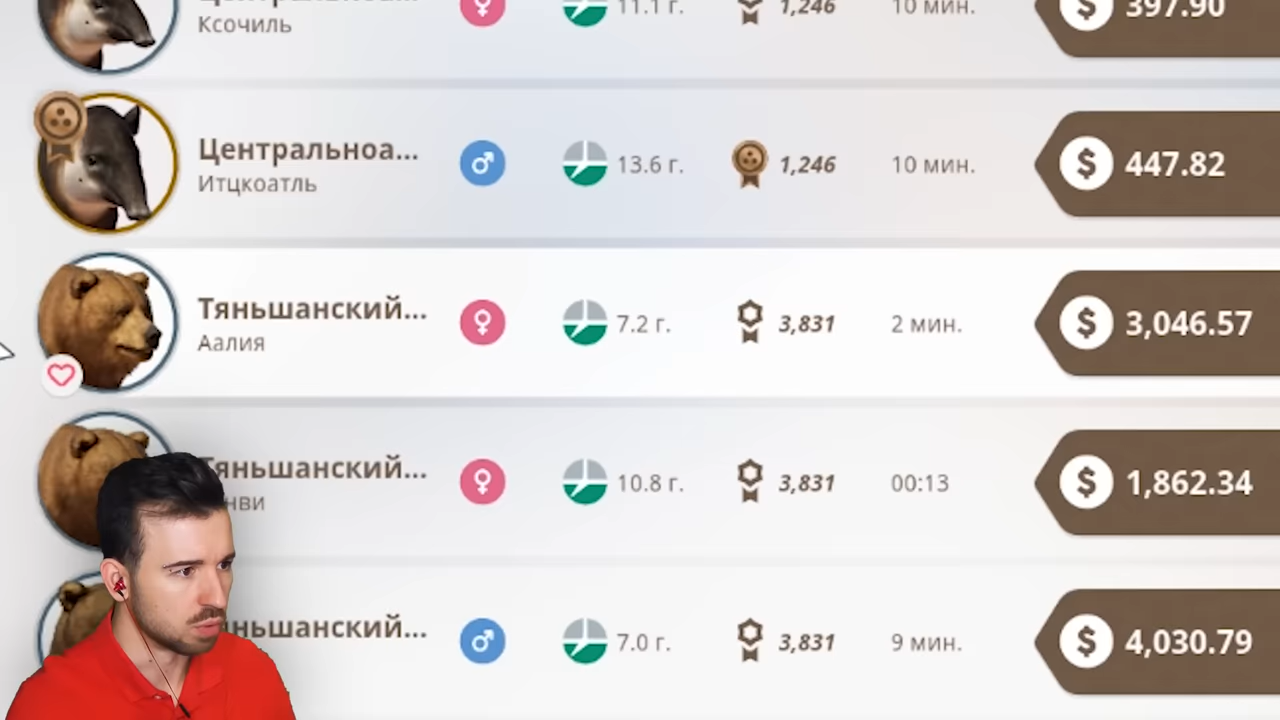 Ксочиль
11.1 г.
1,246
10 мин.
397.90
Центральноа...
Итцкоатль
13.6 г.
1,246
10 мин.
$ 447.82
Тяньшанский...
Аалия
7.2 г.
3,831
2 мин.
$ 3,046.57
Тяньшанский...
нви
10.8 г.
3,831
00:13
$ 1,862.34
ньшанский...
7.0 г.
3,831
9 мин.
$ 4,030.79